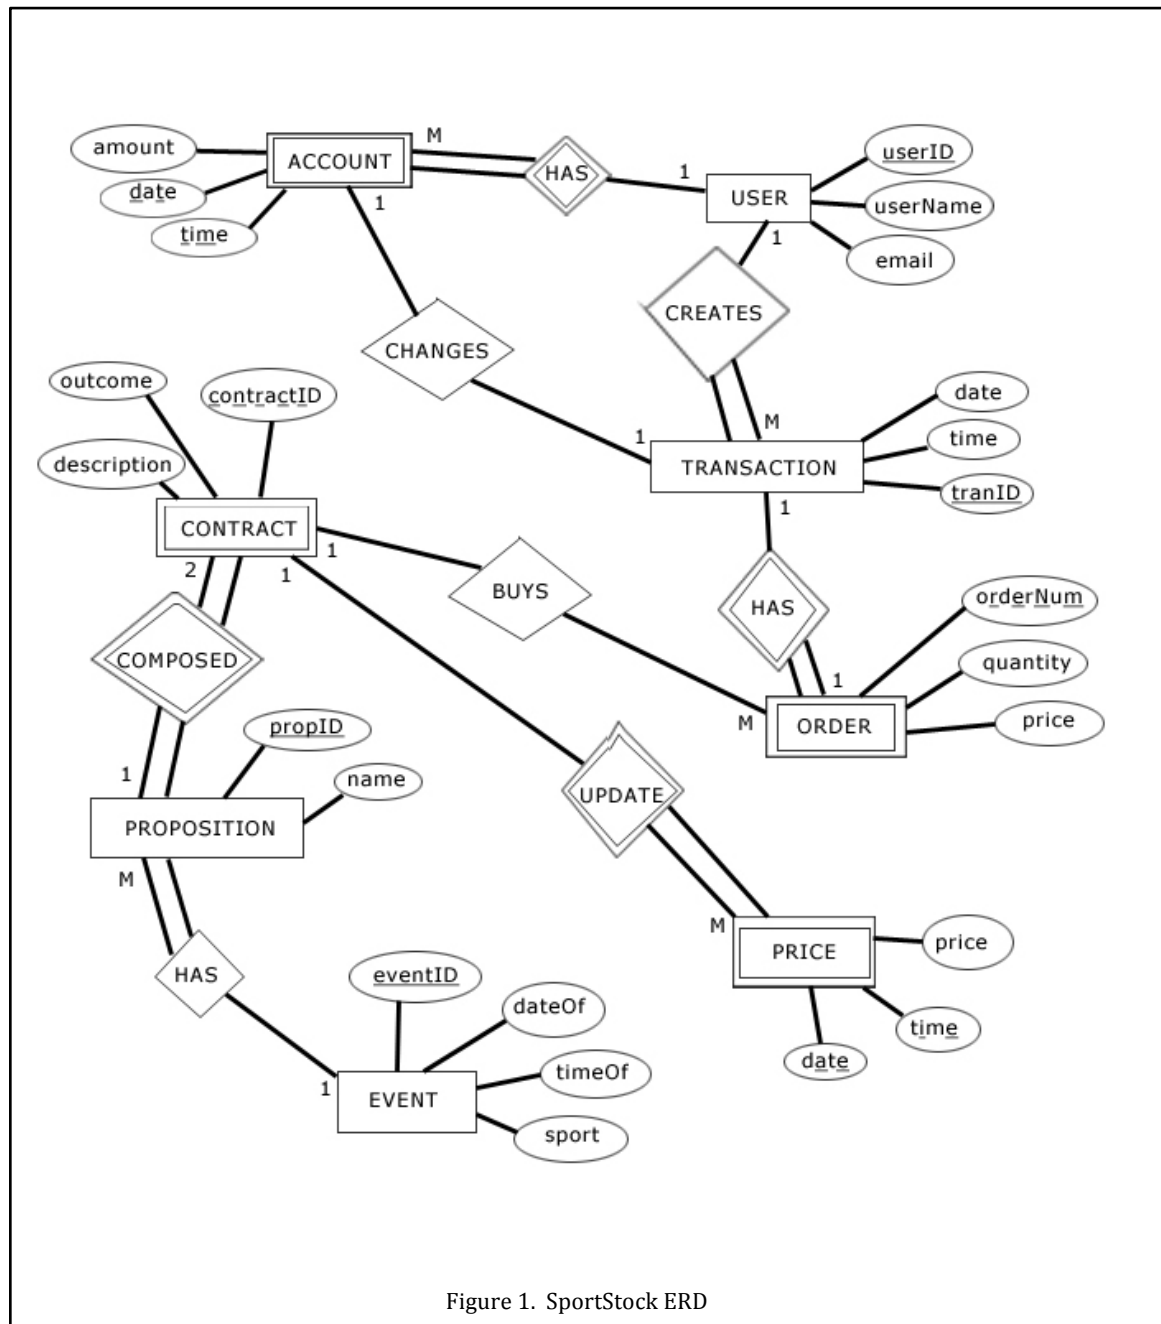 amount
ACCOUNT
M
HAS
1
USER
userID
date
userName
time
1
1
email
CREATES
CHANGES
outcome
contractID
date
M
time
1
description
TRANSACTION
tranID
CONTRACT
1
1
2
1
BUYS
HAS
orderNum
COMPOSED
quantity
1
propID
M
ORDER
price
1
name
UPDATE
PROPOSITION
M
M
price
PRICE
HAS
eventID
dateOf
time
date
timeOf
1
EVENT
sport
Figure 1. SportStock ERD